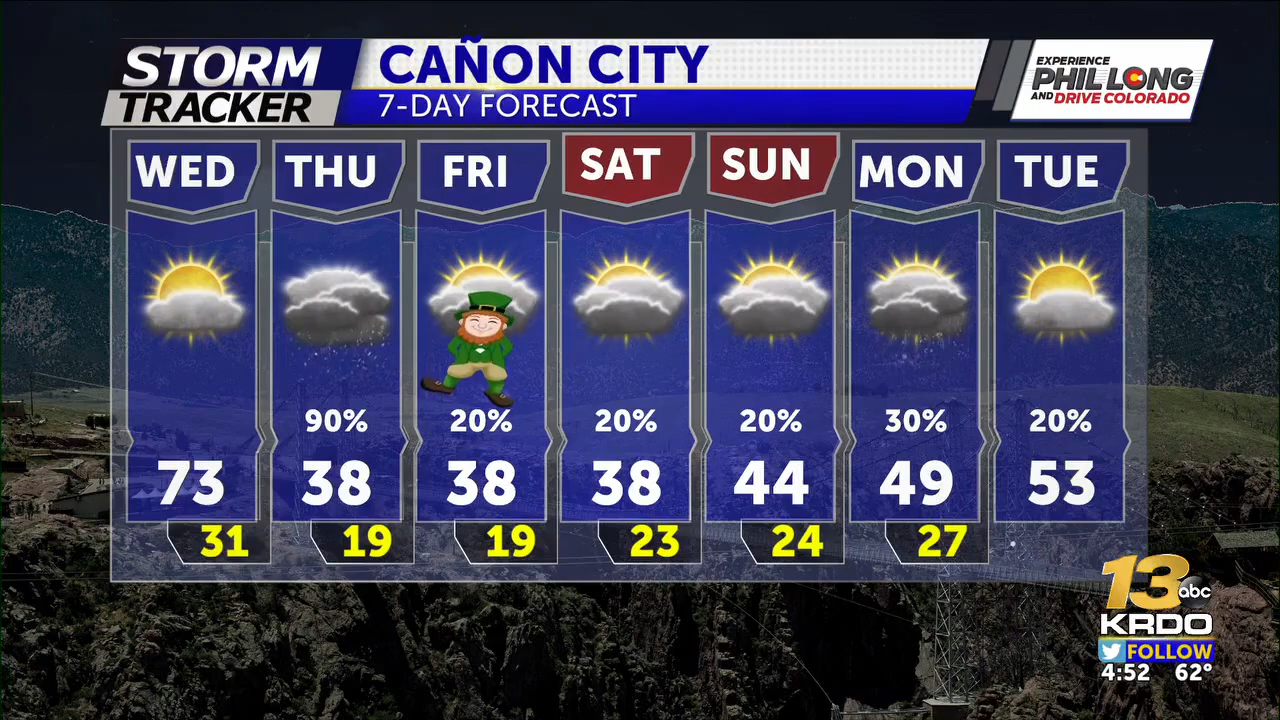 STORM
TRACKER
CAÑON CITY
7-DAY FORECAST
EXPERIENCE
PHIL LONG
AND DRIVE COLORADO
WED THU FRI SAT SUN MON TUE
90% 20% 20% 20% 30% 20%
73 38 38 38 44 49 53
31 19 19 23 24 27
13 abc
KRDO
FOLLOW
4:52 62°